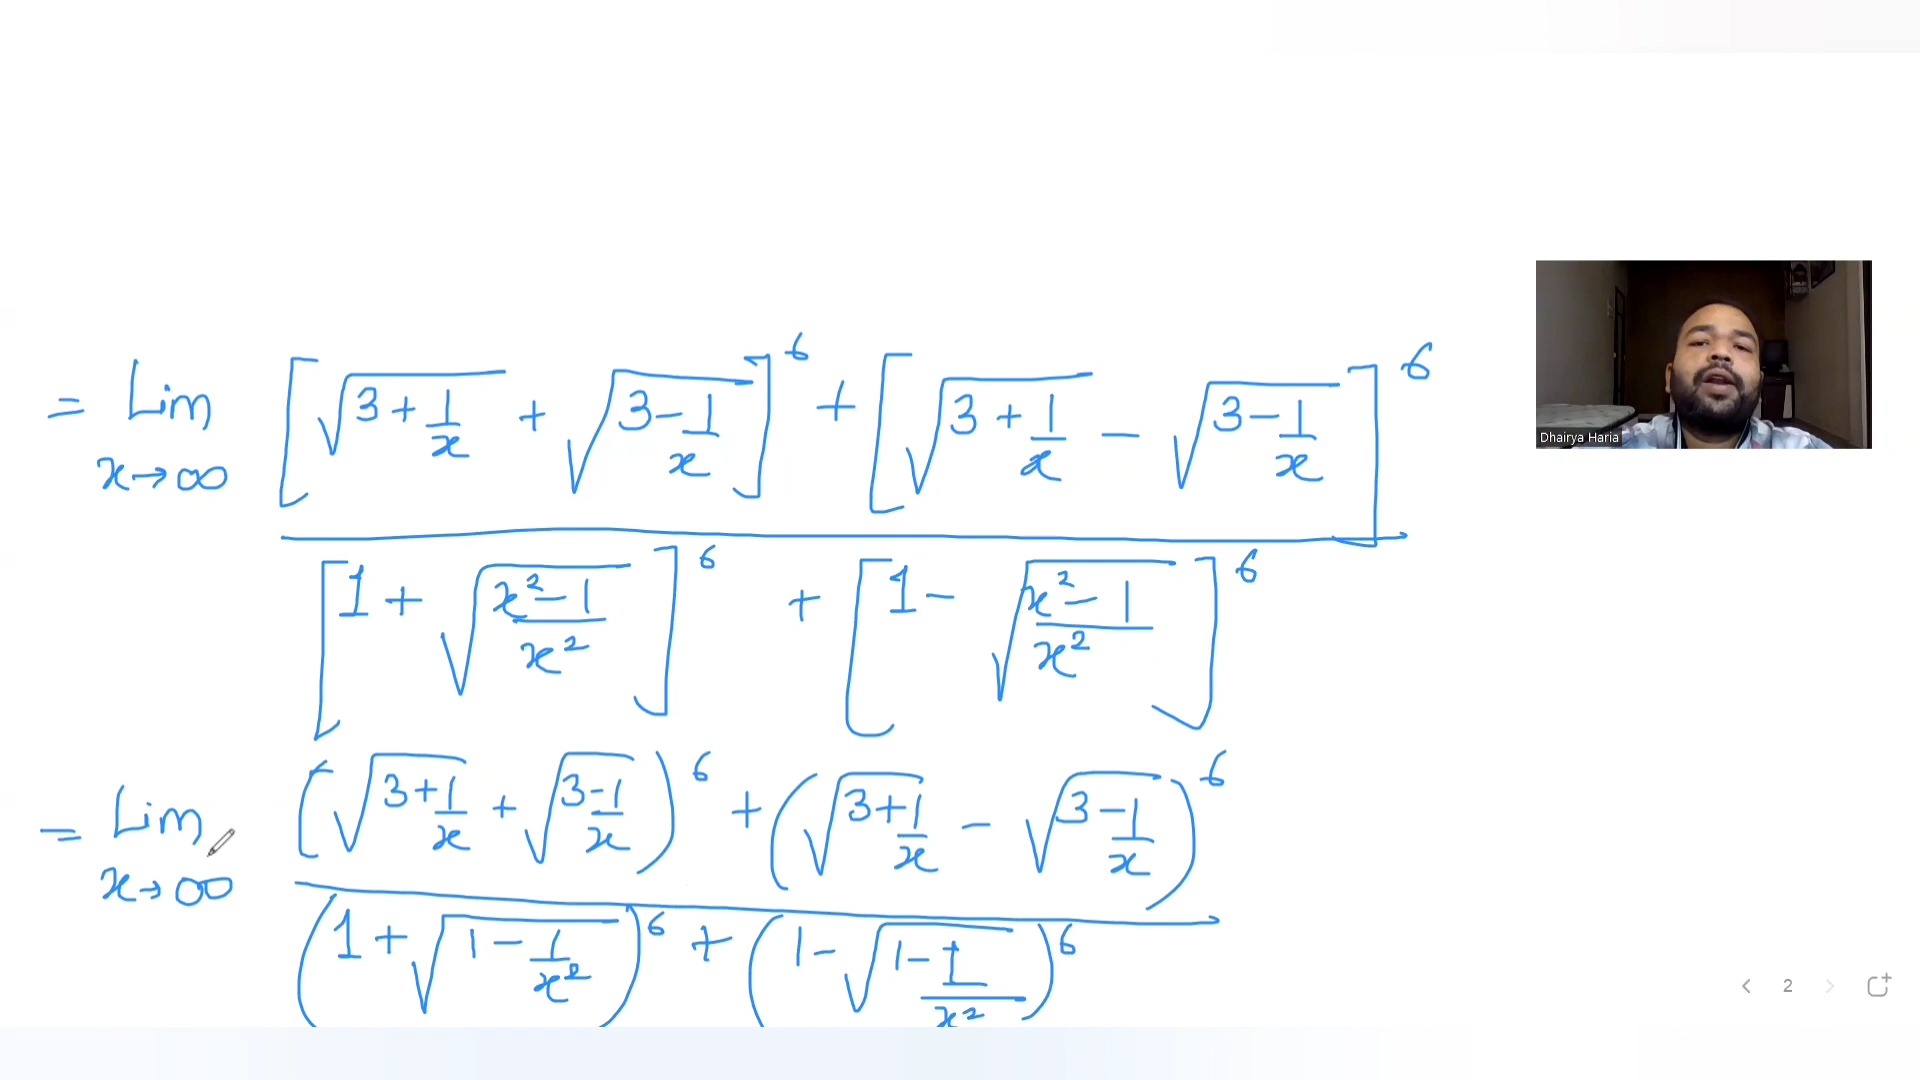 = Lim x→∞ [√(3 + 1/x) + √(3 - 1/x)]^6 + [√(3 + 1/x) - √(3 - 1/x)]^6
[1 + √((x² - 1)/x²)]^6 + [1 - √((x² - 1)/x²)]^6
= Lim x→∞ (√(3 + 1/x) + √(3 - 1/x))^6 + (√(3 + 1/x) - √(3 - 1/x))^6
(1 + √(1 - 1/x²))^6 + (1 - √(1 - 1/x²))^6
Dhairya Haria
< 2 >